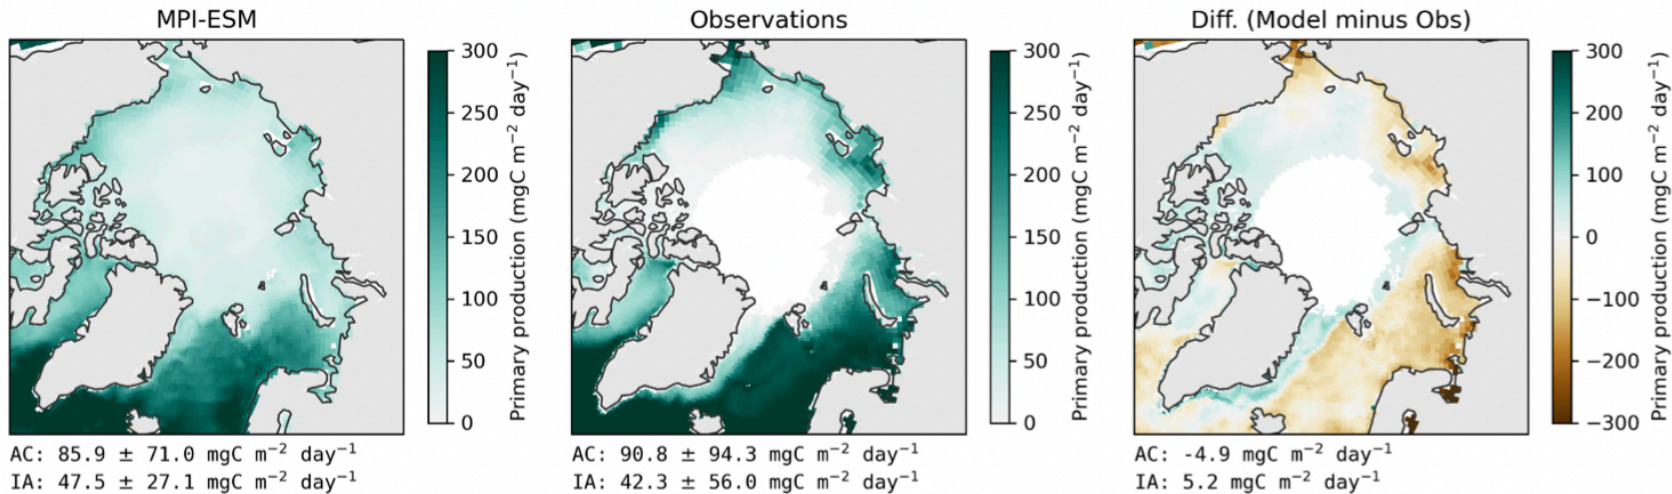 MPI-ESM
Observations
Diff. (Model minus Obs)
300
250
200
150
100
50
0
Primary production (mgC m⁻² day⁻¹)
300
250
200
150
100
50
0
Primary production (mgC m⁻² day⁻¹)
300
200
100
0
−100
−200
−300
Primary production (mgC m⁻² day⁻¹)
AC: 85.9 ± 71.0 mgC m⁻² day⁻¹
IA: 47.5 ± 27.1 mgC m⁻² day⁻¹
AC: 90.8 ± 94.3 mgC m⁻² day⁻¹
IA: 42.3 ± 56.0 mgC m⁻² day⁻¹
AC: -4.9 mgC m⁻² day⁻¹
IA: 5.2 mgC m⁻² day⁻¹